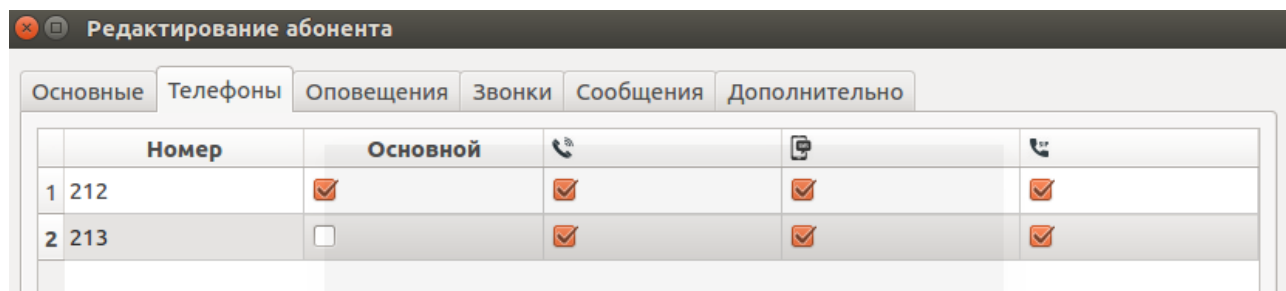 Редактирование абонента
Основные Телефоны Оповещения Звонки Сообщения Дополнительно
Номер Основной
1 212
2 213